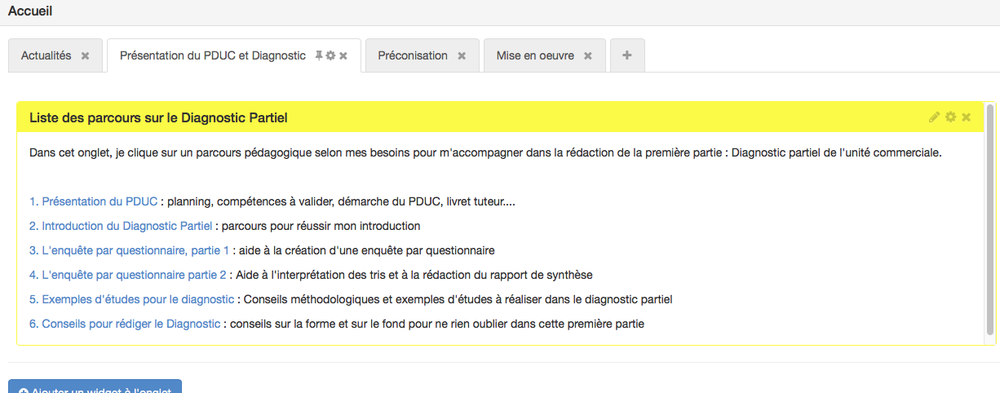 Accueil
Actualités
Présentation du PDUC et Diagnostic
Préconisation
Mise en oeuvre
Liste des parcours sur le Diagnostic Partiel
Dans cet onglet, je clique sur un parcours pédagogique selon mes besoins pour m'accompagner dans la rédaction de la première partie : Diagnostic partiel de l'unité commerciale.
1. Présentation du PDUC : planning, compétences à valider, démarche du PDUC, livret tuteur....
2. Introduction du Diagnostic Partiel : parcours pour réussir mon introduction
3. L'enquête par questionnaire, partie 1 : aide à la création d'une enquête par questionnaire
4. L'enquête par questionnaire partie 2 : Aide à l'interprétation des tris et à la rédaction du rapport de synthèse
5. Exemples d'études pour le diagnostic : Conseils méthodologiques et exemples d'études à réaliser dans le diagnostic partiel
6. Conseils pour rédiger le Diagnostic : conseils sur la forme et sur le fond pour ne rien oublier dans cette première partie
Ajouter un widget à l'onglet